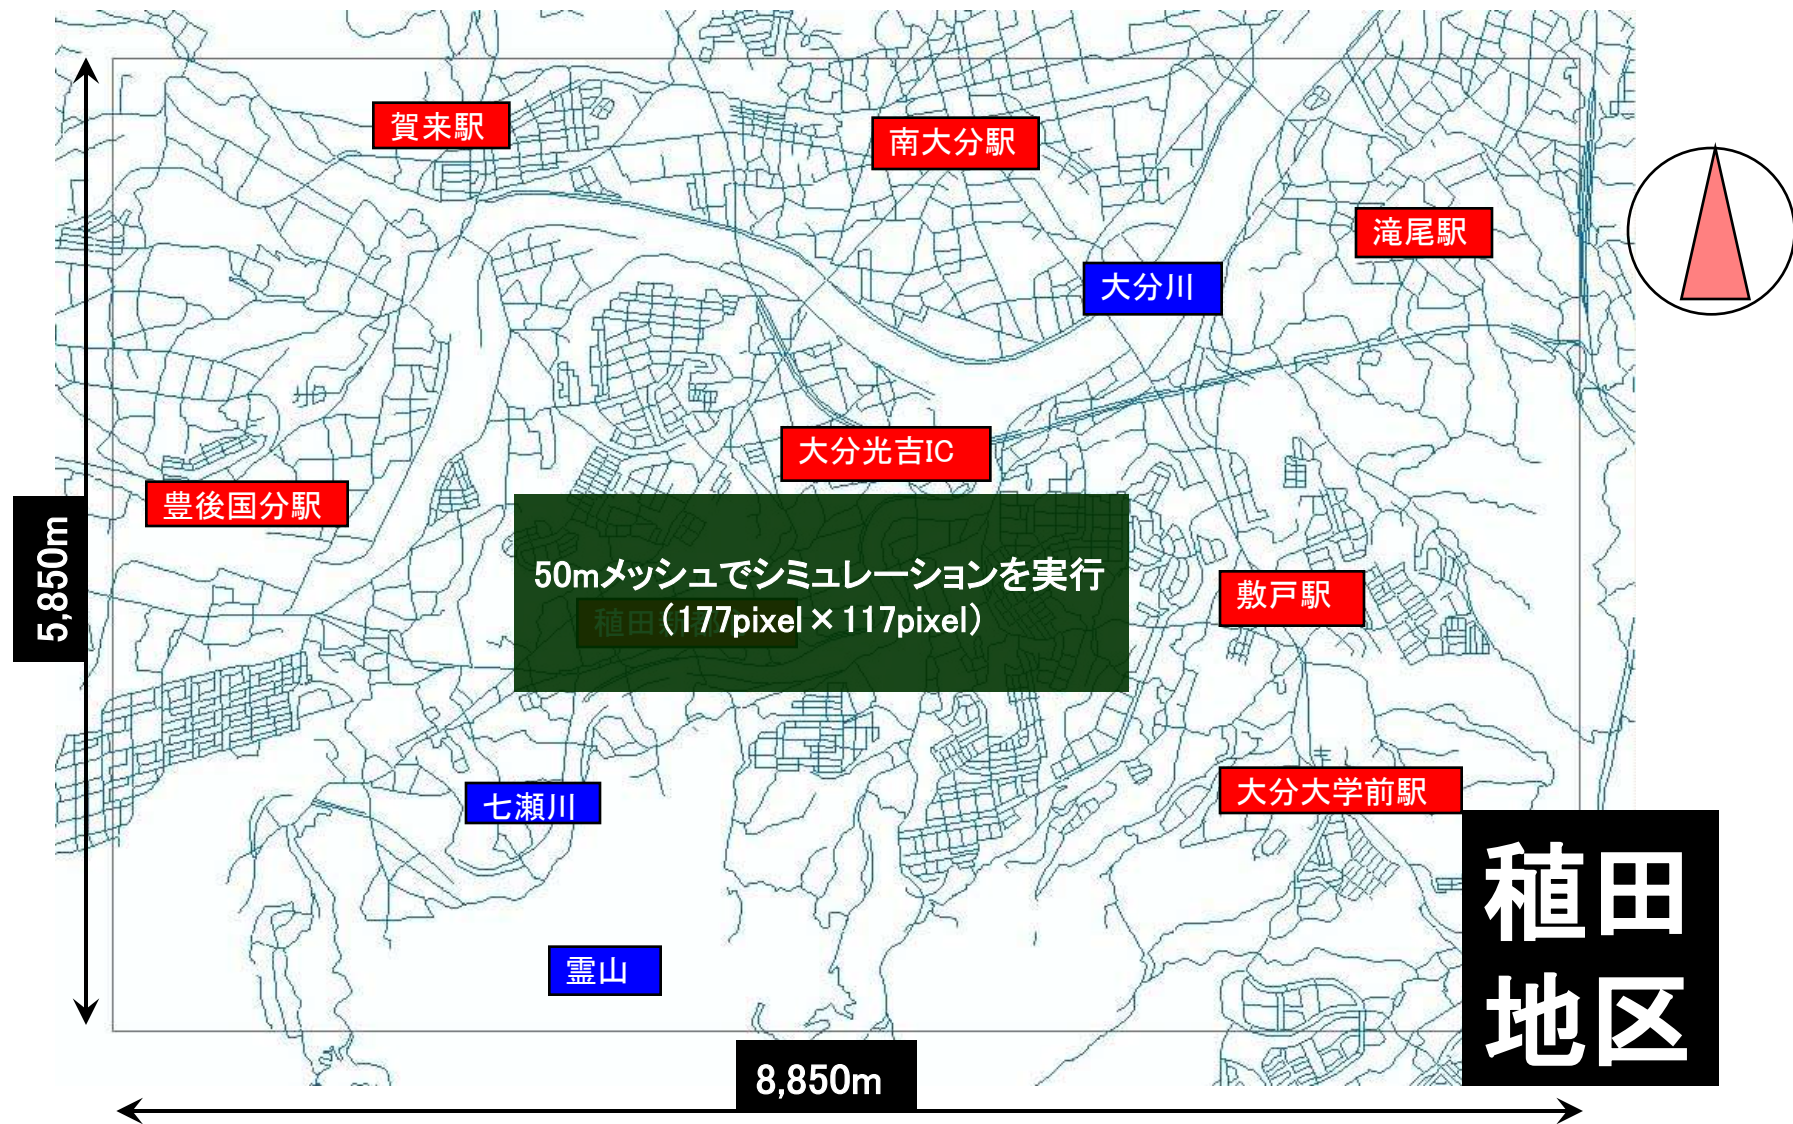 賀来駅
南大分駅
滝尾駅
大分川
大分光吉IC
豊後国分駅
5,850m
50mメッシュでシミュレーションを実行
(177pixel×117pixel)
稙田
敷戸駅
七瀬川
大分大学前駅
霊山
稙田
地区
8,850m